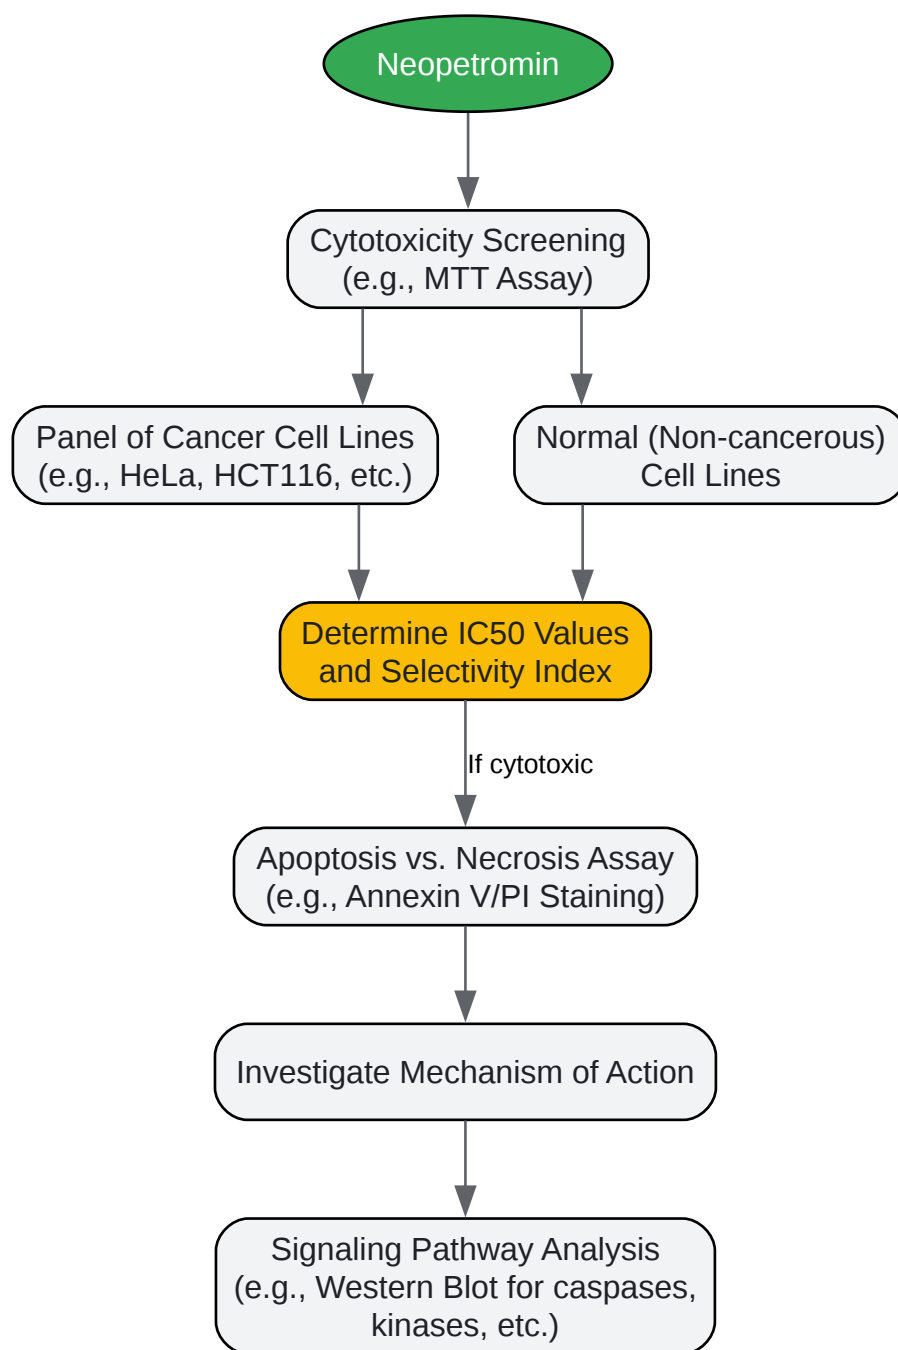 Neopetromin
Cytotoxicity Screening
(e.g., MTT Assay)
Panel of Cancer Cell Lines
(e.g., HeLa, HCT116, etc.)
Normal (Non-cancerous)
Cell Lines
Determine IC50 Values
and Selectivity Index
If cytotoxic
Apoptosis vs. Necrosis Assay
(e.g., Annexin V/PI Staining)
Investigate Mechanism of Action
Signaling Pathway Analysis
(e.g., Western Blot for caspases,
kinases, etc.)